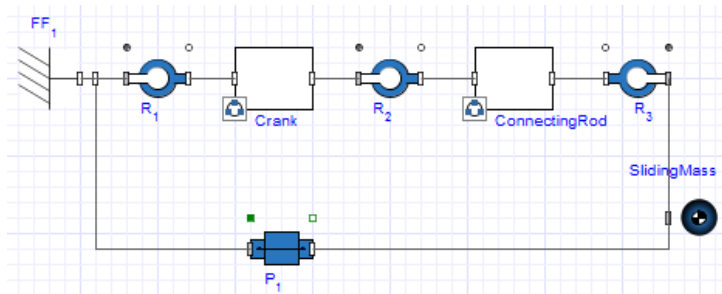 FF1
R1
Crank
R2
ConnectingRod
R3
SlidingMass
P1